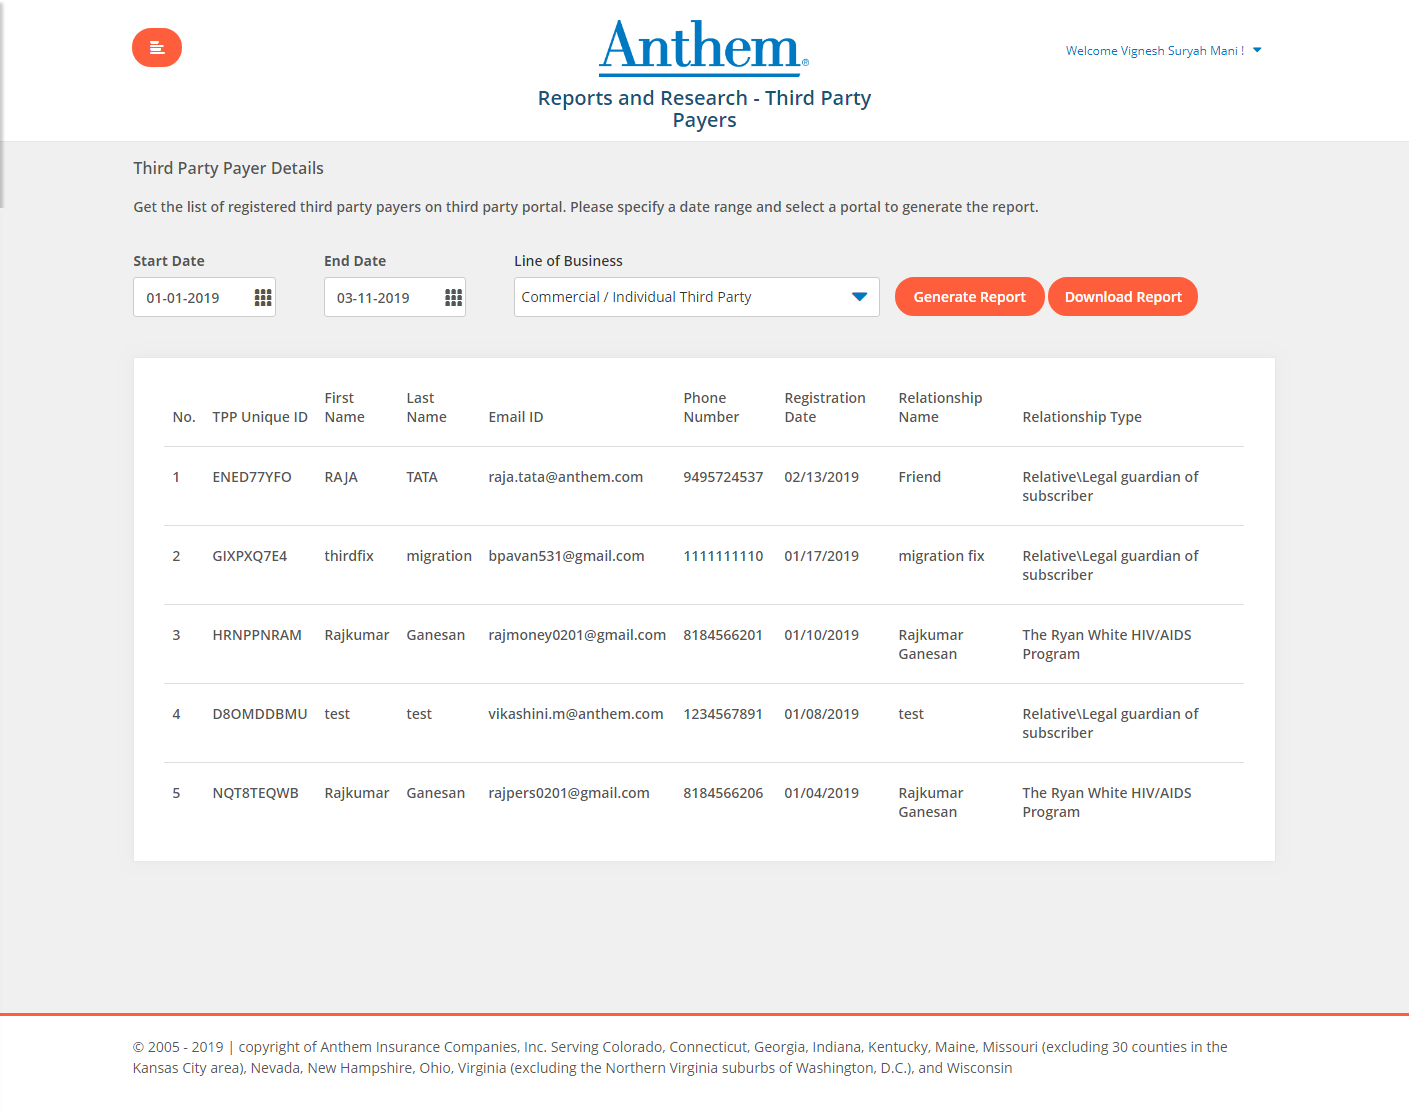 Anthem®
Welcome Vignesh Suryah Mani !
Reports and Research - Third Party
Payers
Third Party Payer Details
Get the list of registered third party payers on third party portal. Please specify a date range and select a portal to generate the report.
Start Date End Date Line of Business
01-01-2019 03-11-2019 Commercial / Individual Third Party Generate Report Download Report
No. TPP Unique ID First Name Last Name Email ID Phone Number Registration Date Relationship Name Relationship Type
1 ENED77YFO RAJA TATA raja.tata@anthem.com 9495724537 02/13/2019 Friend Relative\Legal guardian of
subscriber
2 GIXPXQ7E4 thirdfix migration bpavan531@gmail.com 1111111110 01/17/2019 migration fix Relative\Legal guardian of
subscriber
3 HRNPPNRAM Rajkumar Ganesan rajmoney0201@gmail.com 8184566201 01/10/2019 Rajkumar The Ryan White HIV/AIDS
Ganesan Program
4 D8OMDDBMU test test vikashini.m@anthem.com 1234567891 01/08/2019 test Relative\Legal guardian of
subscriber
5 NQT8TEQWB Rajkumar Ganesan rajpers0201@gmail.com 8184566206 01/04/2019 Rajkumar The Ryan White HIV/AIDS
Ganesan Program
© 2005 - 2019 | copyright of Anthem Insurance Companies, Inc. Serving Colorado, Connecticut, Georgia, Indiana, Kentucky, Maine, Missouri (excluding 30 counties in the
Kansas City area), Nevada, New Hampshire, Ohio, Virginia (excluding the Northern Virginia suburbs of Washington, D.C.), and Wisconsin